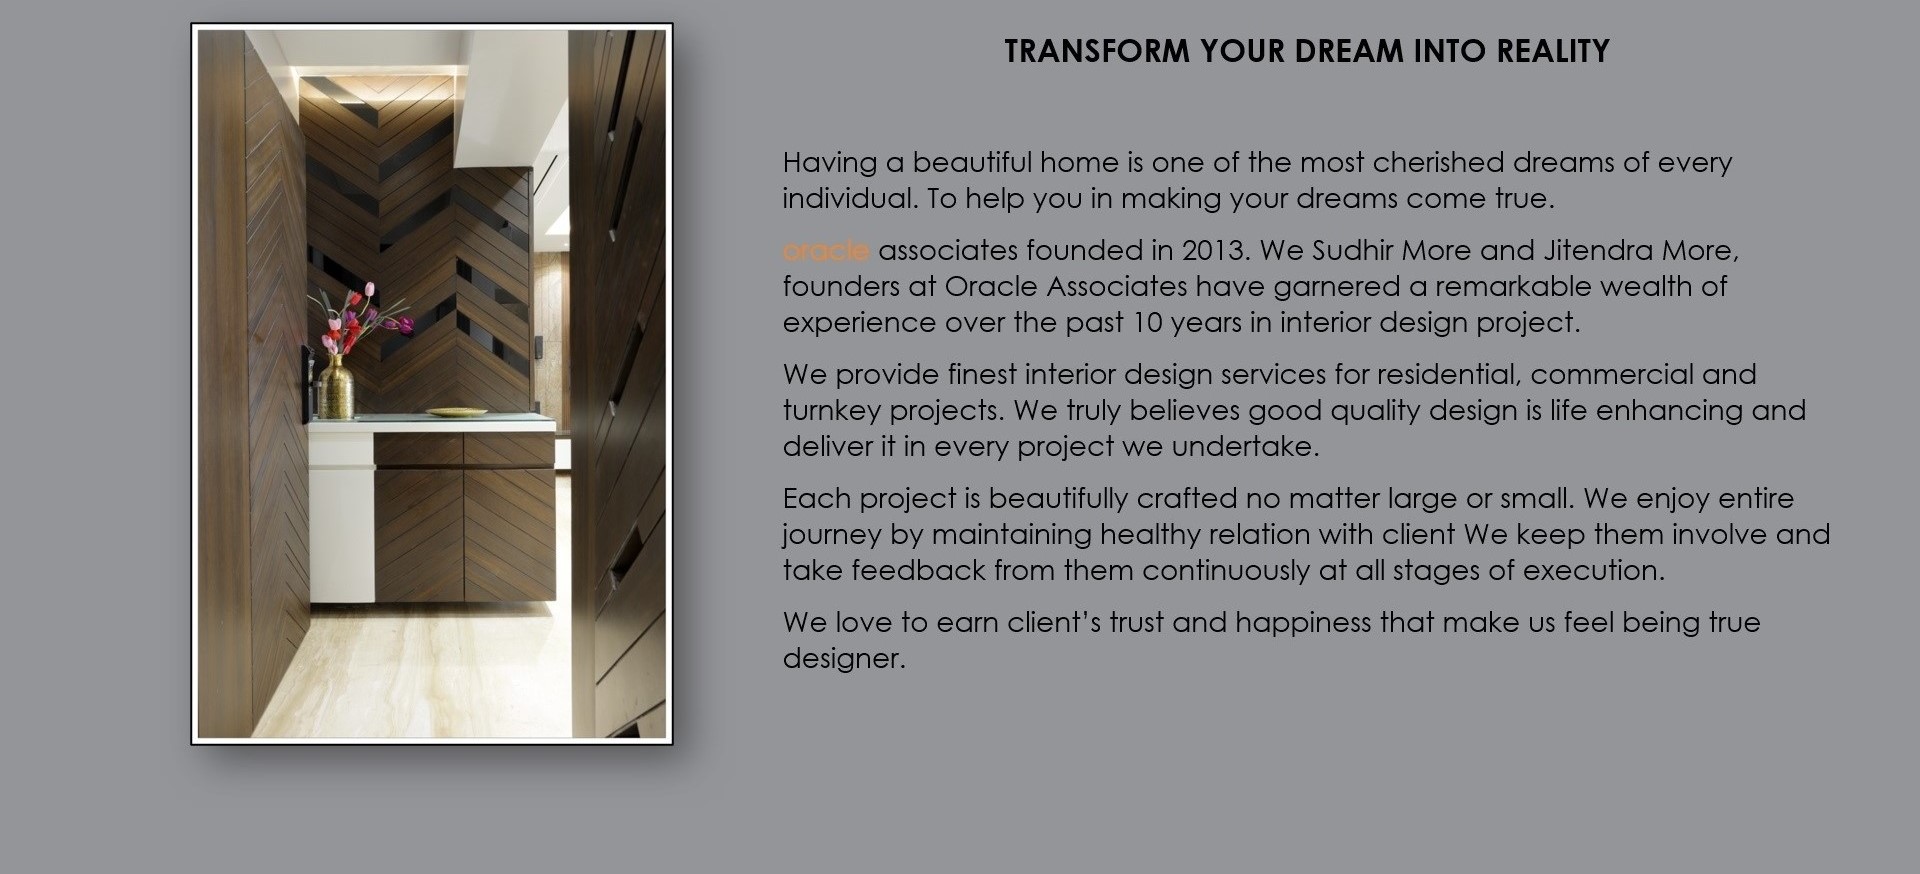 TRANSFORM YOUR DREAM INTO REALITY
Having a beautiful home is one of the most cherished dreams of every
individual. To help you in making your dreams come true.
oracle associates founded in 2013. We Sudhir More and Jitendra More,
founders at Oracle Associates have garnered a remarkable wealth of
experience over the past 10 years in interior design project.
We provide finest interior design services for residential, commercial and
turnkey projects. We truly believes good quality design is life enhancing and
deliver it in every project we undertake.
Each project is beautifully crafted no matter large or small. We enjoy entire
journey by maintaining healthy relation with client We keep them involve and
take feedback from them continuously at all stages of execution.
We love to earn client’s trust and happiness that make us feel being true
designer.